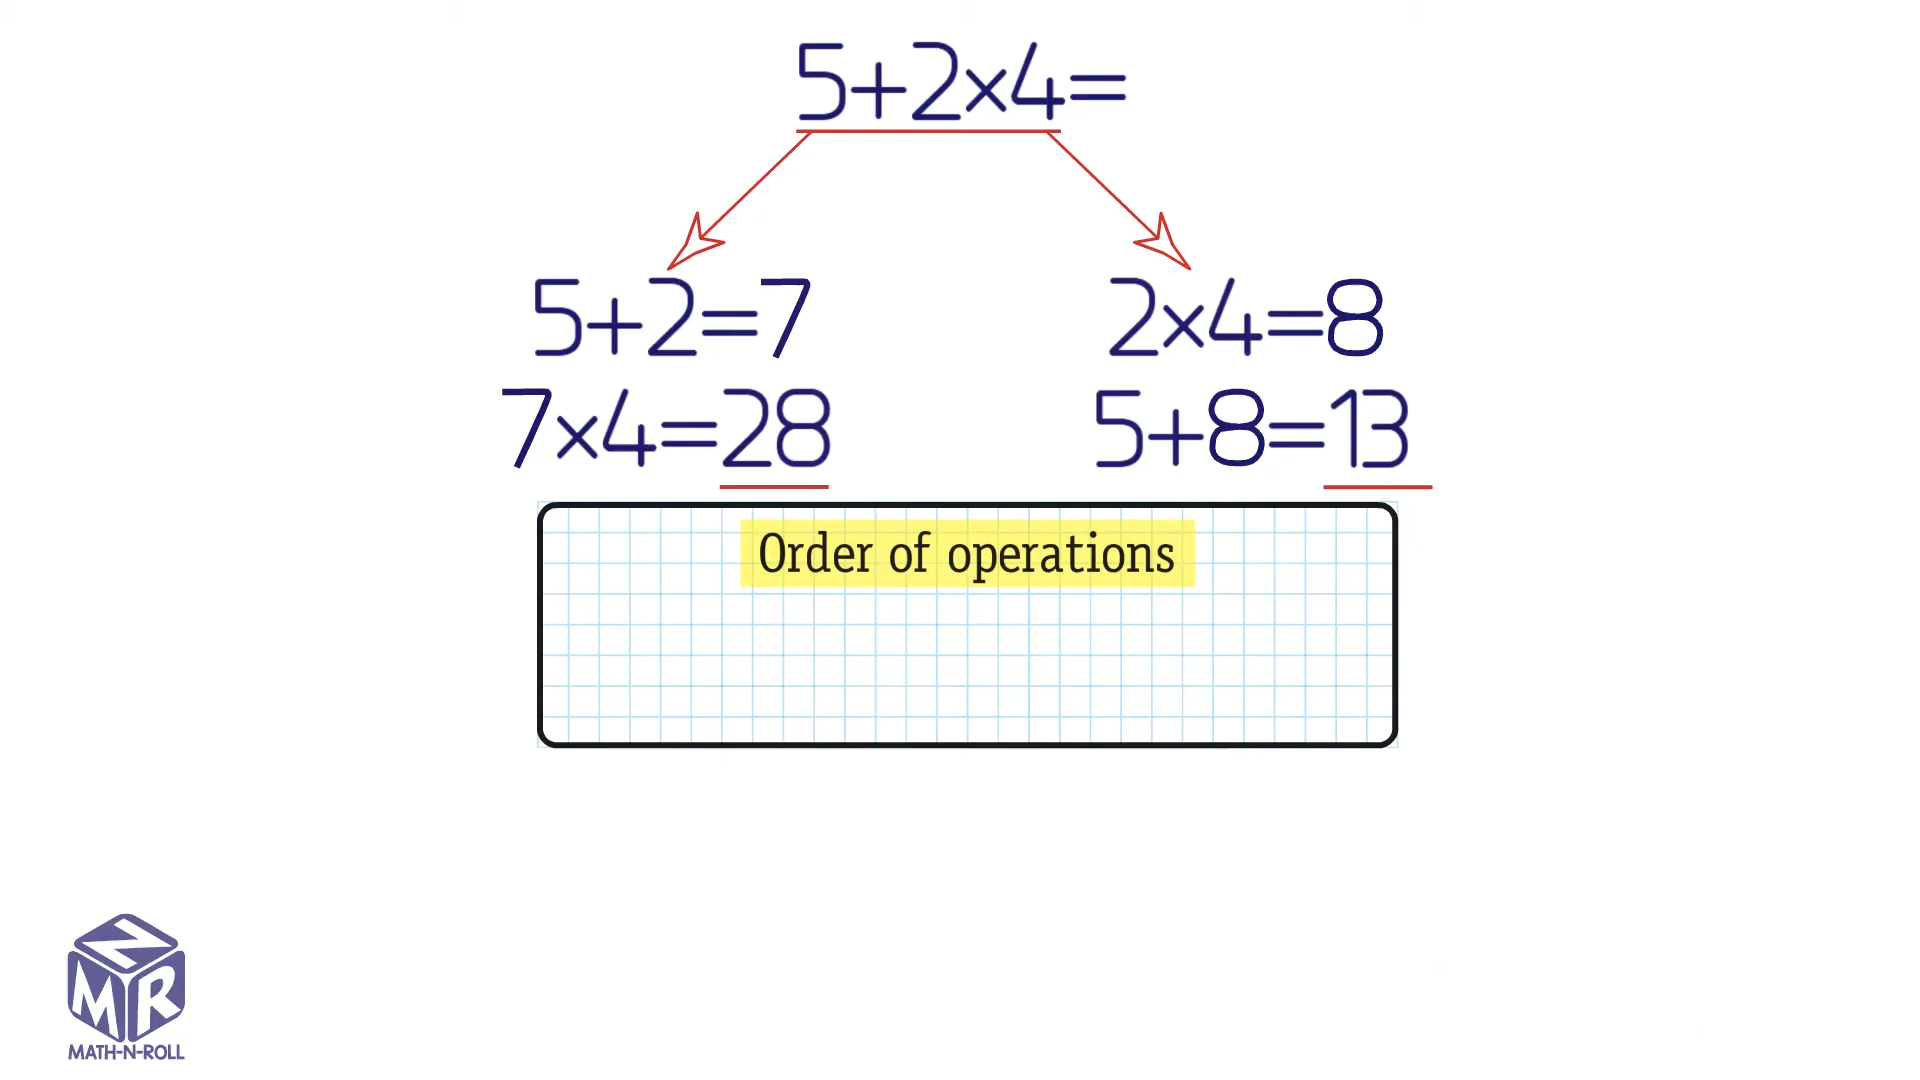 5+2×4=
5+2=7
7×4=28
2×4=8
5+8=13
Order of operations
MNR
MATH-N-ROLL